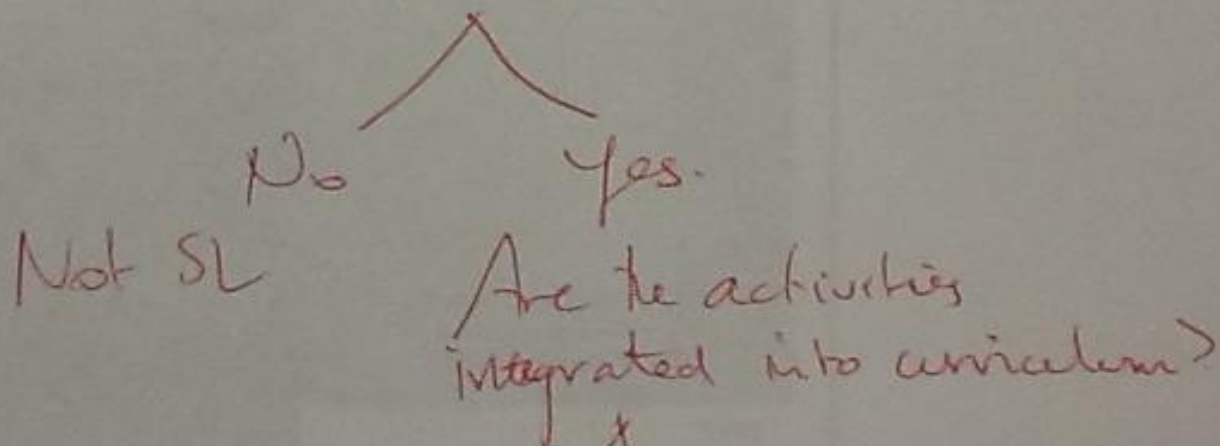 No Yes.
Not SL Are the activities
integrated into curriculum?